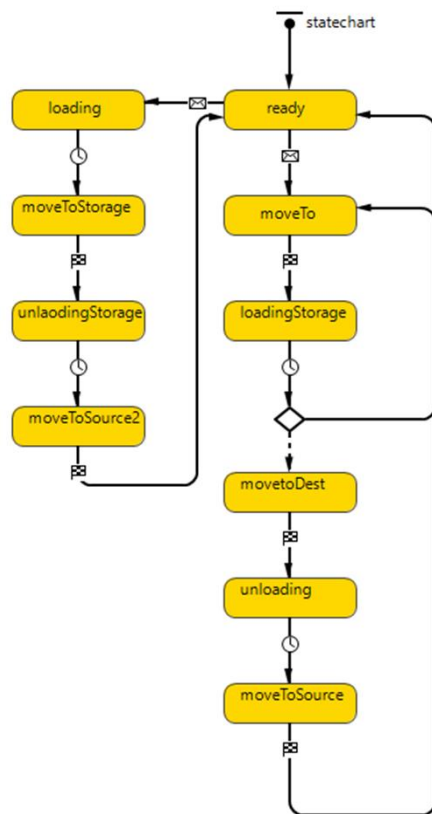 statechart
loading
ready
moveToStorage
moveTo
unlaodingStorage
loadingStorage
moveToSource2
movetoDest
unloading
moveToSource